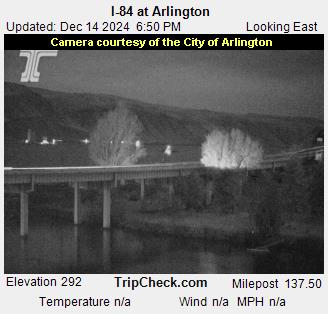 I-84 at Arlington
Updated: Dec 14 2024 6:50 PM Looking East
Camera courtesy of the City of Arlington
Elevation 292 TripCheck.com Milepost 137.50
Temperature n/a Wind n/a MPH n/a